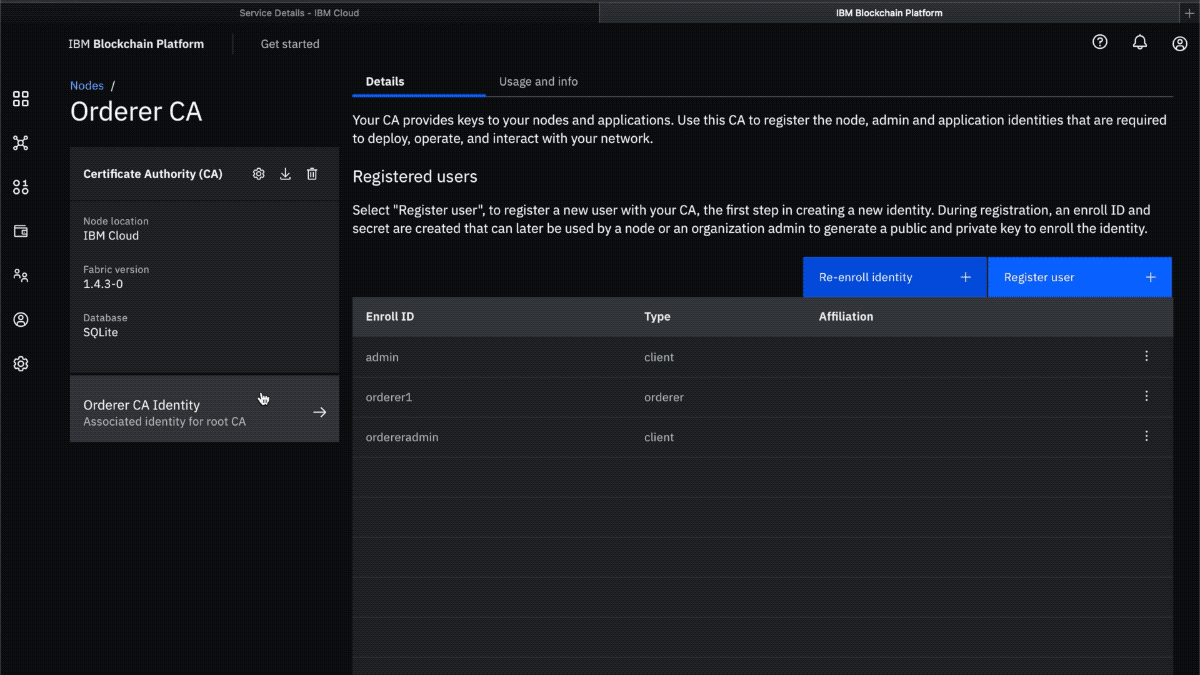 Service Details - IBM Cloud
IBM Blockchain Platform
IBM Blockchain Platform
Get started
Nodes /
Orderer CA
Certificate Authority (CA)
Node location
IBM Cloud
Fabric version
1.4.3-0
Database
SQLite
Orderer CA Identity
Associated identity for root CA
Details
Usage and info
Your CA provides keys to your nodes and applications. Use this CA to register the node, admin and application identities that are required
to deploy, operate, and interact with your network.
Registered users
Select "Register user", to register a new user with your CA, the first step in creating a new identity. During registration, an enroll ID and
secret are created that can later be used by a node or an organization admin to generate a public and private key to enroll the identity.
Re-enroll identity
Register user
Enroll ID Type Affiliation
admin client
orderer1 orderer
ordereradmin client